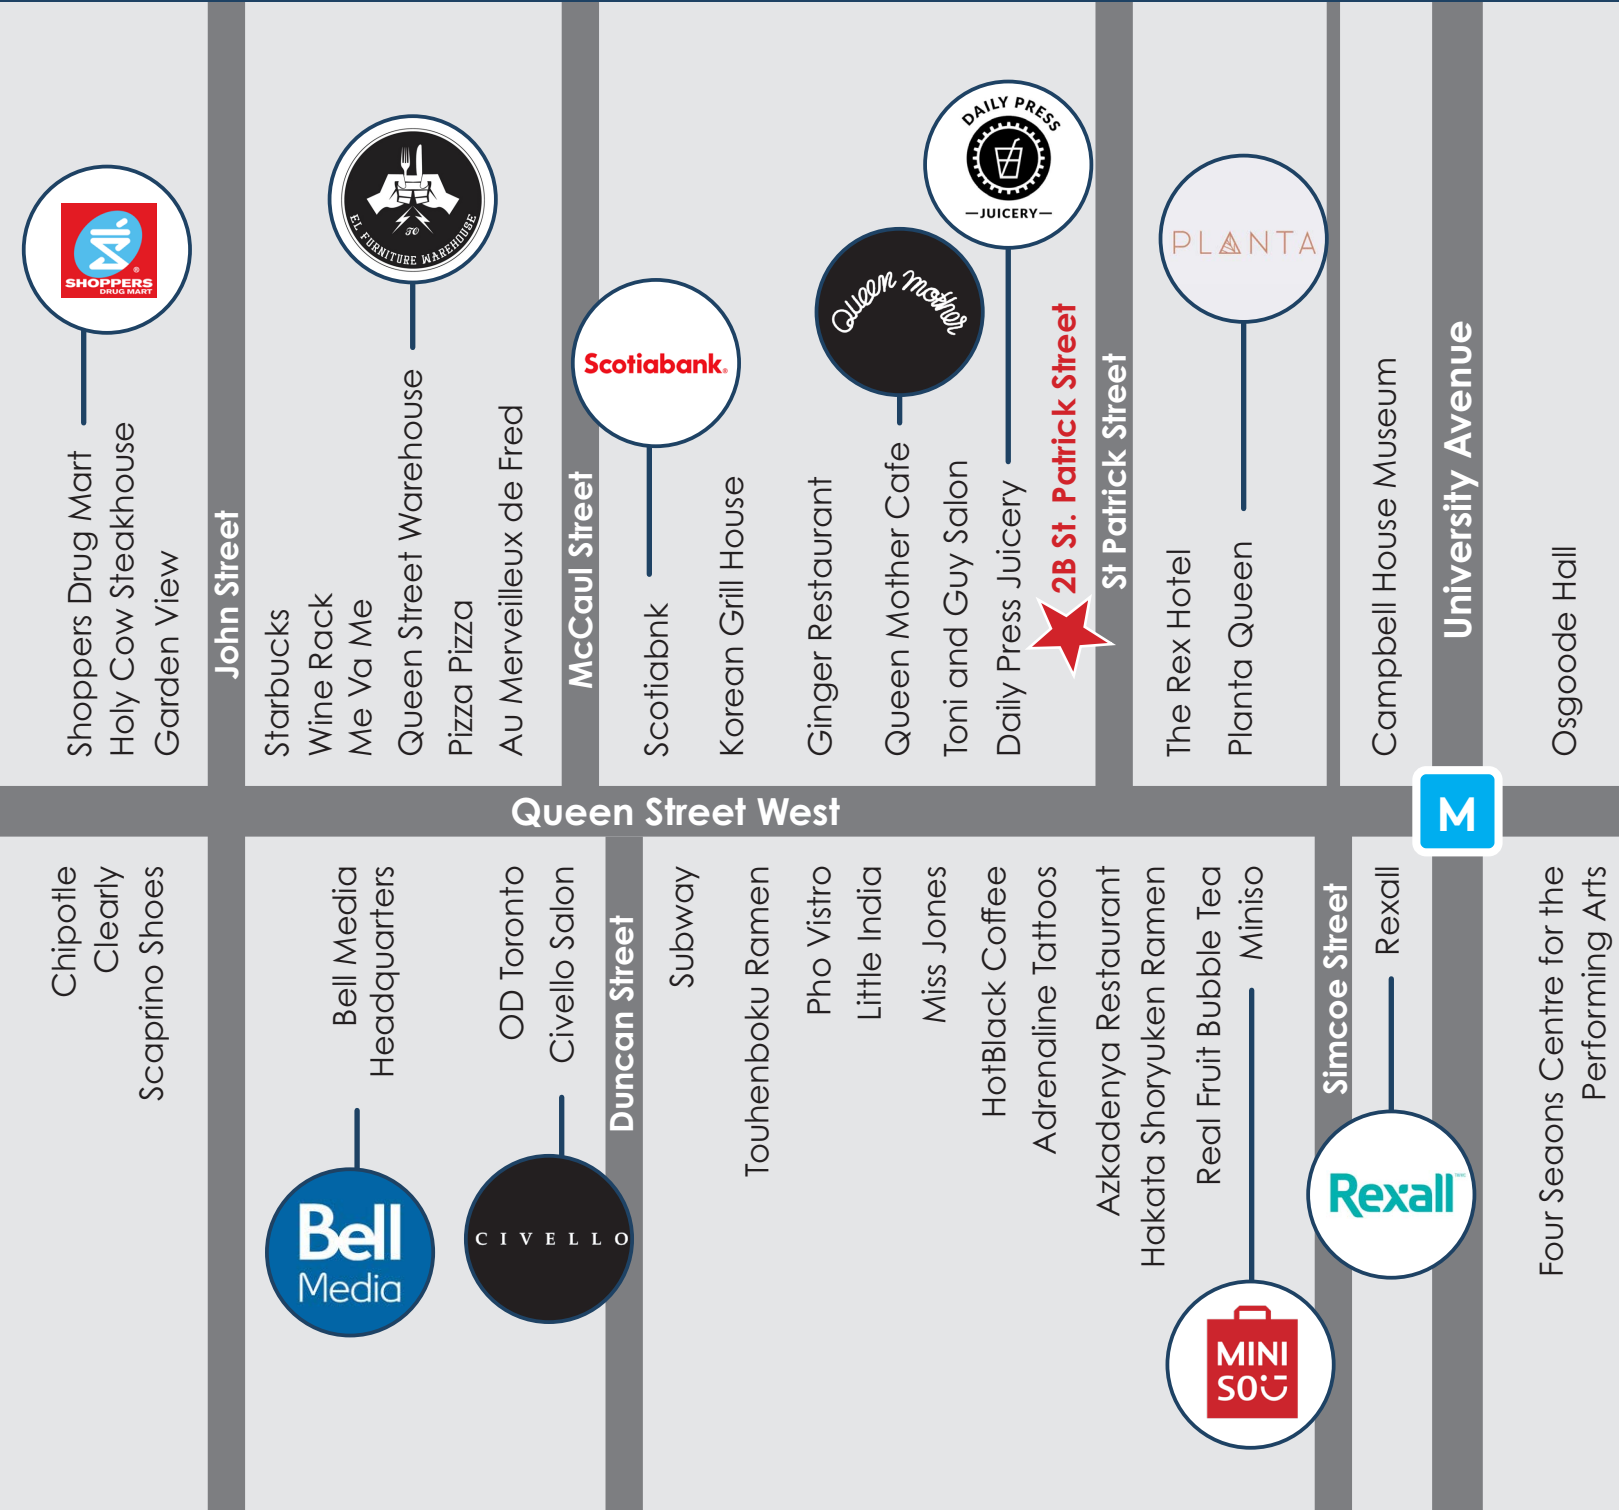 SHOPPERS
DRUG MART
Shoppers Drug Mart
Holy Cow Steakhouse
Garden View
John Street
EL FURNITURE WAREHOUSE
TO
Starbucks
Wine Rack
Me Va Me
Queen Street Warehouse
Pizza Pizza
Au Merveilleux de Fred
McCaul Street
Scotiabank
Scotiabnk
Korean Grill House
Ginger Restaurant
Queen Mother
Queen Mother Cafe
Toni and Guy Salon
DAILY PRESS
JUICERY
Daily Press Juicery
2B St. Patrick Street
St Patrick Street
PLANTA
The Rex Hotel
Planta Queen
Campbell House Museum
University Avenue
Osgoode Hall
Queen Street West
M
Chipotle
Clearly
Scaprino Shoes
Bell Media
Headquarters
Bell
Media
OD Toronto
Civello Salon
CIVELLO
Duncan Street
Subway
Touhenboku Ramen
Pho Vistro
Little India
Miss Jones
HotBlack Coffee
Adrenaline Tattoos
Azkadenya Restaurant
Hakata Shoryuken Ramen
Real Fruit Bubble Tea
Miniso
MINI
SO
Simcoe Street
Rexall
Rexall
Four Seaons Centre for the
Performing Arts